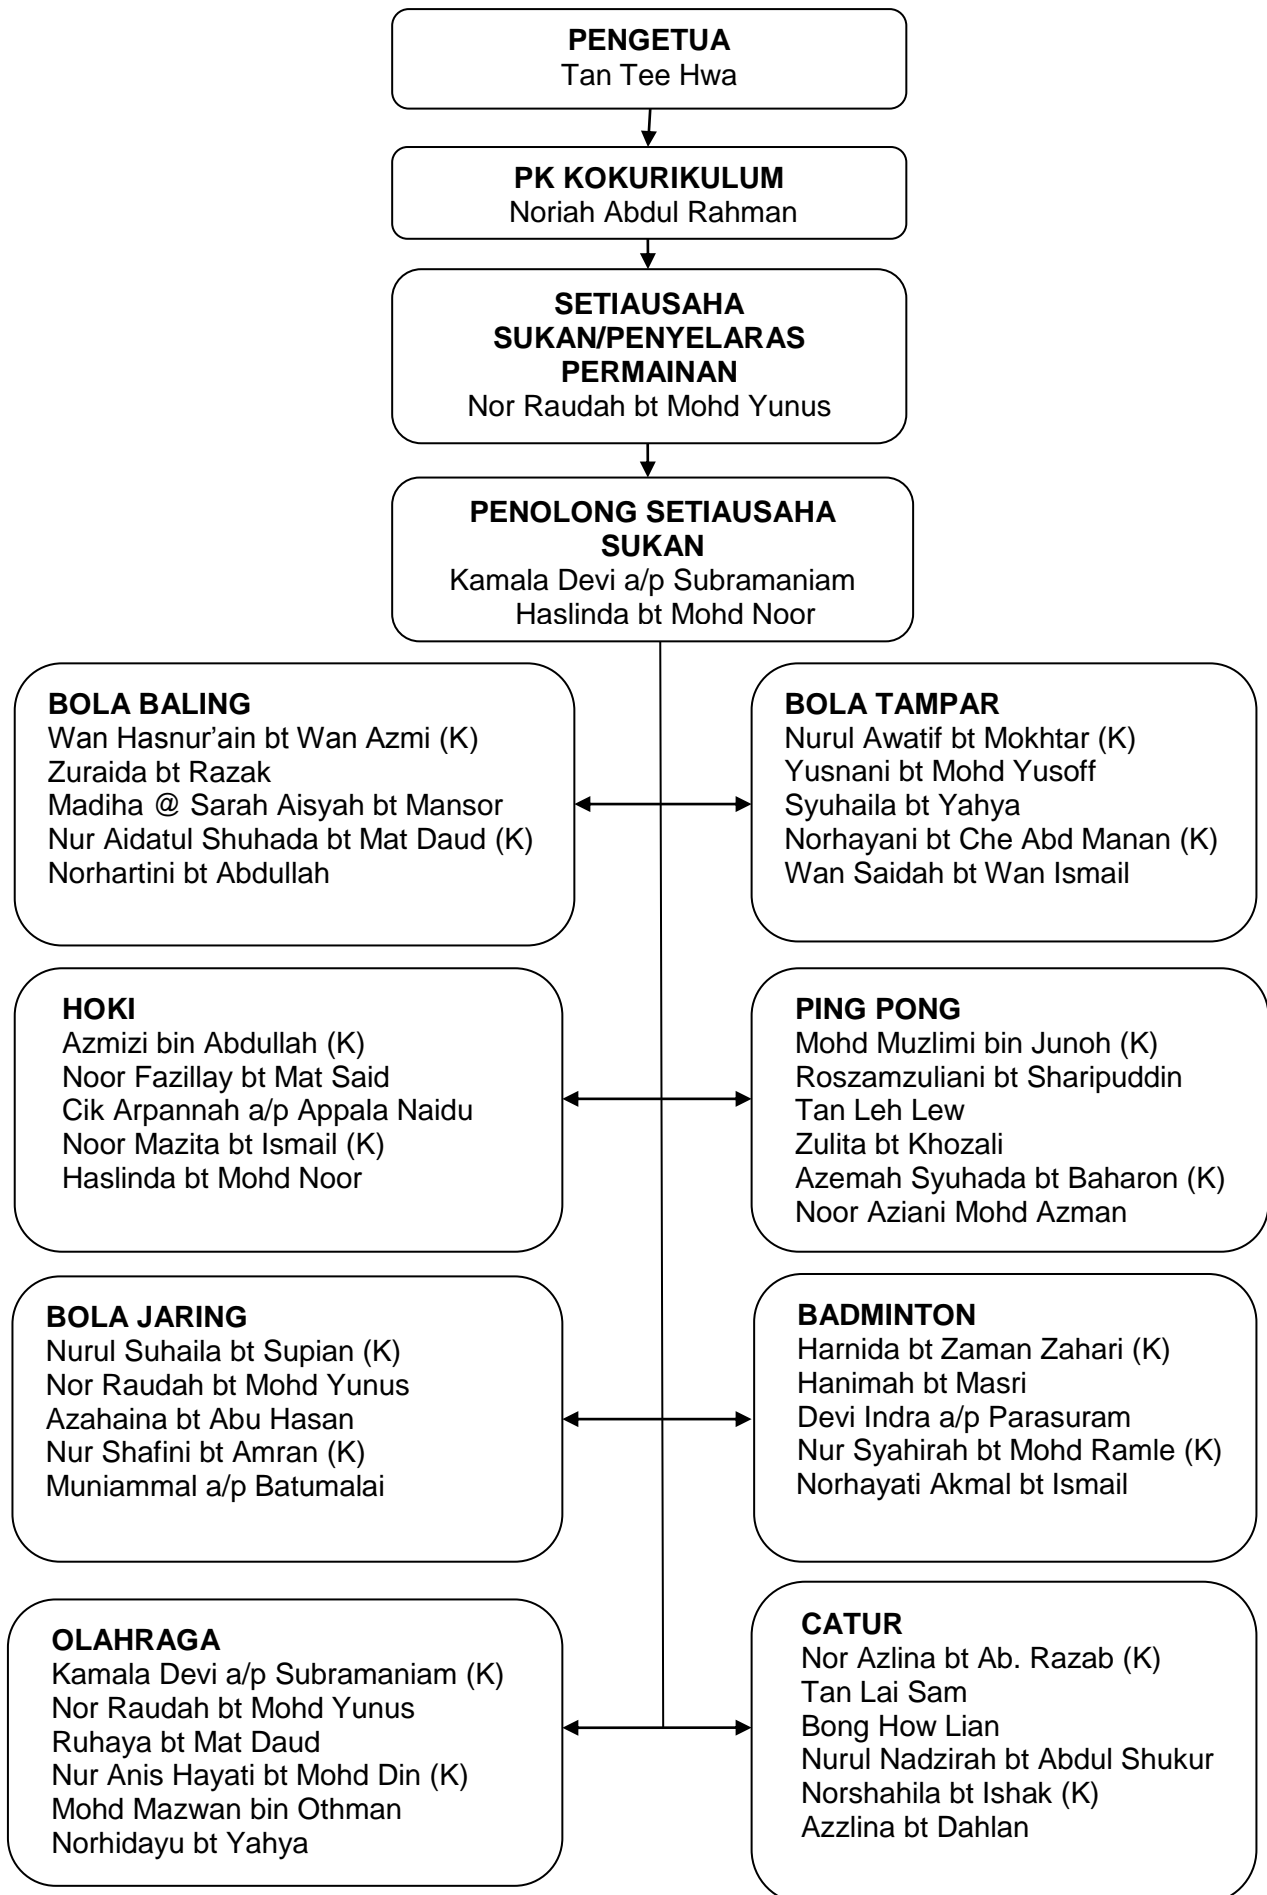 PENGETUA
Tan Tee Hwa
PK KOKURIKULUM
Noriah Abdul Rahman
SETIAUSAHA
SUKAN/PENYELARAS
PERMAINAN
Nor Raudah bt Mohd Yunus
PENOLONG SETIAUSAHA
SUKAN
Kamala Devi a/p Subramaniam
Haslinda bt Mohd Noor
BOLA BALING
Wan Hasnur’ain bt Wan Azmi (K)
Zuraida bt Razak
Madiha @ Sarah Aisyah bt Mansor
Nur Aidatul Shuhada bt Mat Daud (K)
Norhartini bt Abdullah
BOLA TAMPAR
Nurul Awatif bt Mokhtar (K)
Yusnani bt Mohd Yusoff
Syuhaila bt Yahya
Norhayani bt Che Abd Manan (K)
Wan Saidah bt Wan Ismail
HOKI
Azmizi bin Abdullah (K)
Noor Fazillay bt Mat Said
Cik Arpannah a/p Appala Naidu
Noor Mazita bt Ismail (K)
Haslinda bt Mohd Noor
PING PONG
Mohd Muzlimi bin Junoh (K)
Roszamzuliani bt Sharipuddin
Tan Leh Lew
Zulita bt Khozali
Azemah Syuhada bt Baharon (K)
Noor Aziani Mohd Azman
BOLA JARING
Nurul Suhaila bt Supian (K)
Nor Raudah bt Mohd Yunus
Azahaina bt Abu Hasan
Nur Shafini bt Amran (K)
Muniammal a/p Batumalai
BADMINTON
Harnida bt Zaman Zahari (K)
Hanimah bt Masri
Devi Indra a/p Parasuram
Nur Syahirah bt Mohd Ramle (K)
Norhayati Akmal bt Ismail
OLAHRAGA
Kamala Devi a/p Subramaniam (K)
Nor Raudah bt Mohd Yunus
Ruhaya bt Mat Daud
Nur Anis Hayati bt Mohd Din (K)
Mohd Mazwan bin Othman
Norhidayu bt Yahya
CATUR
Nor Azlina bt Ab. Razab (K)
Tan Lai Sam
Bong How Lian
Nurul Nadzirah bt Abdul Shukur
Norshahila bt Ishak (K)
Azzlina bt Dahlan